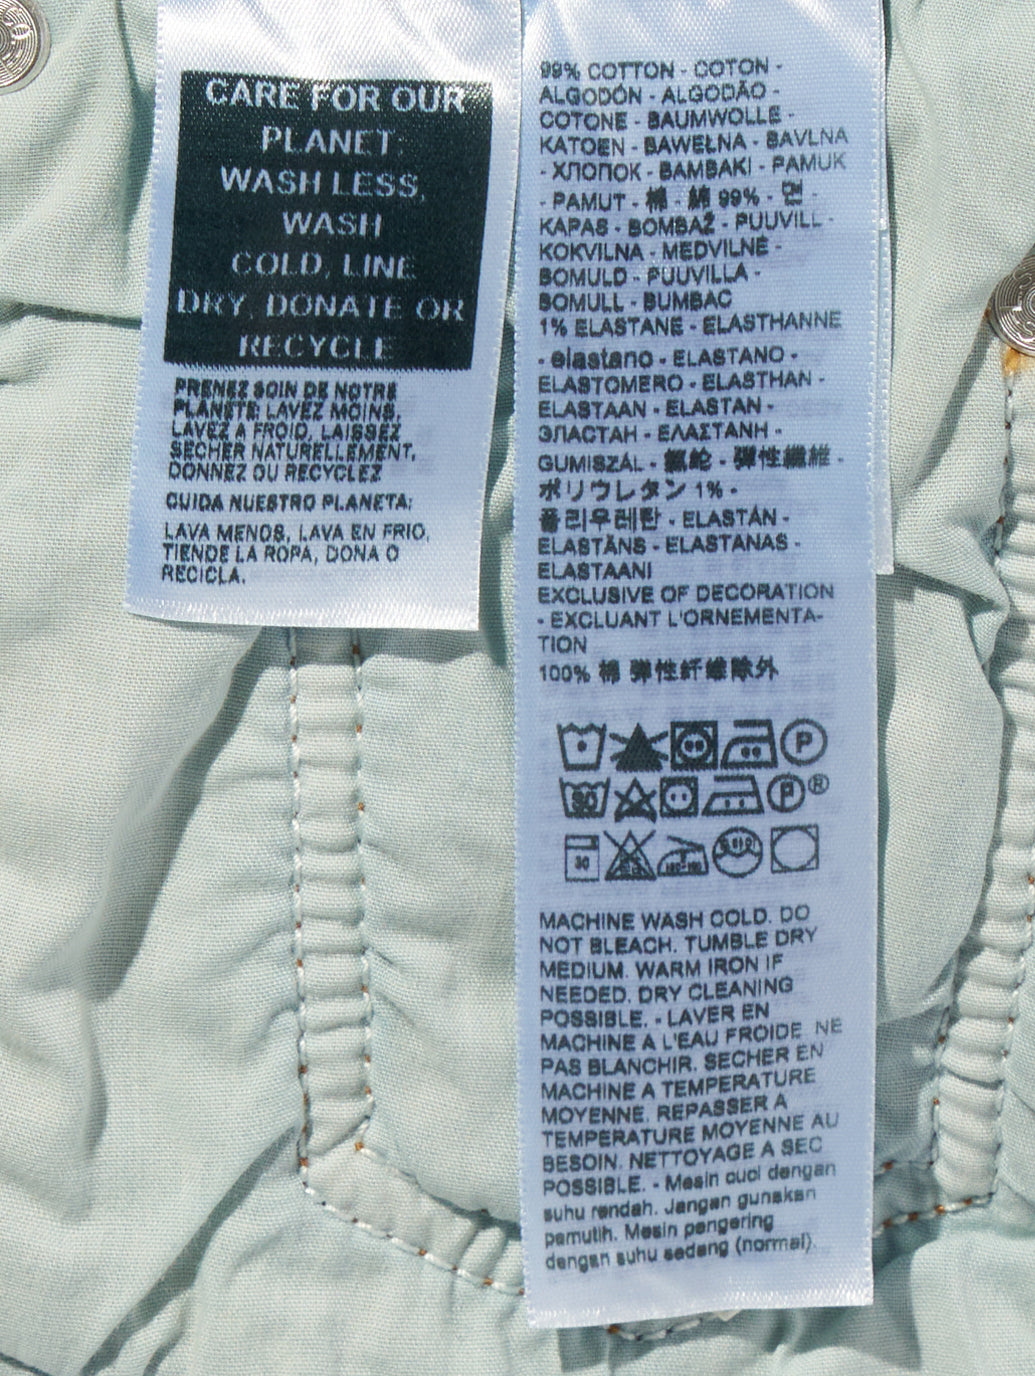 CARE FOR OUR
PLANET:
WASH LESS,
WASH
COLD, LINE
DRY, DONATE OR
RECYCLE
PRENEZ SOIN DE NOTRE
PLANETE: LAVEZ MOINS,
LAVEZ A FROID, LAISSEZ
SECHER NATURELLEMENT,
DONNEZ OU RECYCLEZ
CUIDA NUESTRO PLANETA:
LAVA MENOS, LAVA EN FRIO,
TIENDE LA ROPA, DONA O
RECICLA.
99% COTTON - COTON -
ALGODÓN - ALGODÃO -
COTONE - BAUMWOLLE -
KATOEN - BAWEŁNA - BAVLNA
- ХЛОПОК - BAMBAKI - PAMUK
- PAMUT - 棉 - 綿 99% - 면 -
KAPAS - BOMBAŽ - PUUVILL -
KOKVILNA - MEDVILNĖ -
BOMULD - PUUVILLA -
BOMULL - BUMBAC
1% ELASTANE - ELASTHANNE
- elastano - ELASTANO -
ELASTOMERO - ELASTHAN -
ELASTAAN - ELASTAN -
ЭЛАСТАН - ΕΛΑΣΤΑΝΗ -
GUMISZÁL - 氨綸 - 弾性繊維 -
ポリウレタン 1% -
폴리우레탄 - ELASTÁN -
ELASTĀNS - ELASTANAS -
ELASTAANI
EXCLUSIVE OF DECORATION
- EXCLUANT L'ORNEMENTA-
TION
100% 棉 弹性纤维除外
P
30 P ®
30
MACHINE WASH COLD. DO
NOT BLEACH. TUMBLE DRY
MEDIUM. WARM IRON IF
NEEDED. DRY CLEANING
POSSIBLE. - LAVER EN
MACHINE A L'EAU FROIDE. NE
PAS BLANCHIR. SECHER EN
MACHINE A TEMPERATURE
MOYENNE. REPASSER A
TEMPERATURE MOYENNE AU
BESOIN. NETTOYAGE A SEC
POSSIBLE. - Mesin cuci dengan
suhu rendah. Jangan gunakan
pemutih. Mesin pengering
dengan suhu sedang (normal).